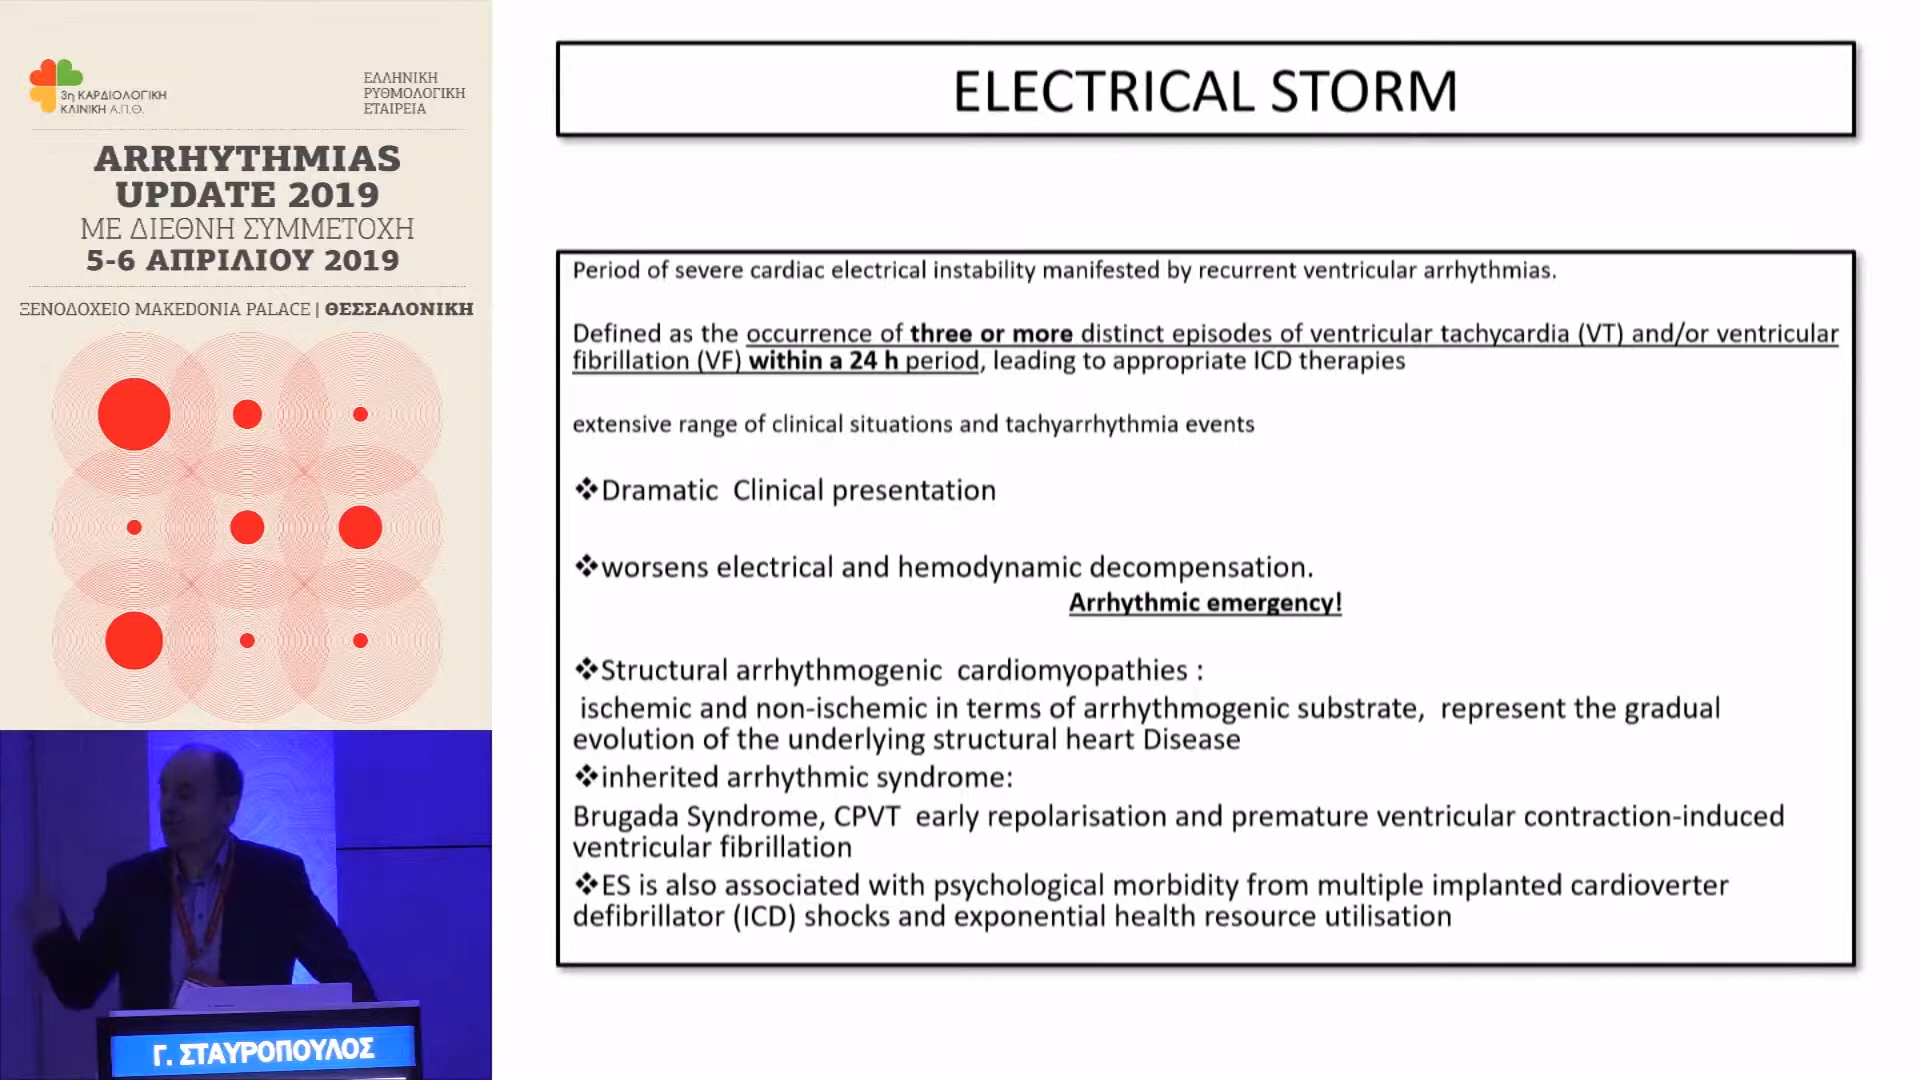 3η ΚΑΡΔΙΟΛΟΓΙΚΗ
ΚΛΙΝΙΚΗ Α.Π.Θ.
ΕΛΛΗΝΙΚΗ
ΡΥΘΜΟΛΟΓΙΚΗ
ΕΤΑΙΡΕΙΑ
ARRHYTHMIAS
UPDATE 2019
ΜΕ ΔΙΕΘΝΗ ΣΥΜΜΕΤΟΧΗ
5-6 ΑΠΡΙΛΙΟΥ 2019
ΞΕΝΟΔΟΧΕΙΟ MAKEDONIA PALACE | ΘΕΣΣΑΛΟΝΙΚΗ
Γ. ΣΤΑΥΡΟΠΟΥΛΟΣ
ELECTRICAL STORM
Period of severe cardiac electrical instability manifested by recurrent ventricular arrhythmias.
Defined as the occurrence of three or more distinct episodes of ventricular tachycardia (VT) and/or ventricular
fibrillation (VF) within a 24 h period, leading to appropriate ICD therapies
extensive range of clinical situations and tachyarrhythmia events
❖Dramatic Clinical presentation
❖worsens electrical and hemodynamic decompensation.
Arrhythmic emergency!
❖Structural arrhythmogenic cardiomyopathies :
ischemic and non-ischemic in terms of arrhythmogenic substrate, represent the gradual
evolution of the underlying structural heart Disease
❖inherited arrhythmic syndrome:
Brugada Syndrome, CPVT early repolarisation and premature ventricular contraction-induced
ventricular fibrillation
❖ES is also associated with psychological morbidity from multiple implanted cardioverter
defibrillator (ICD) shocks and exponential health resource utilisation